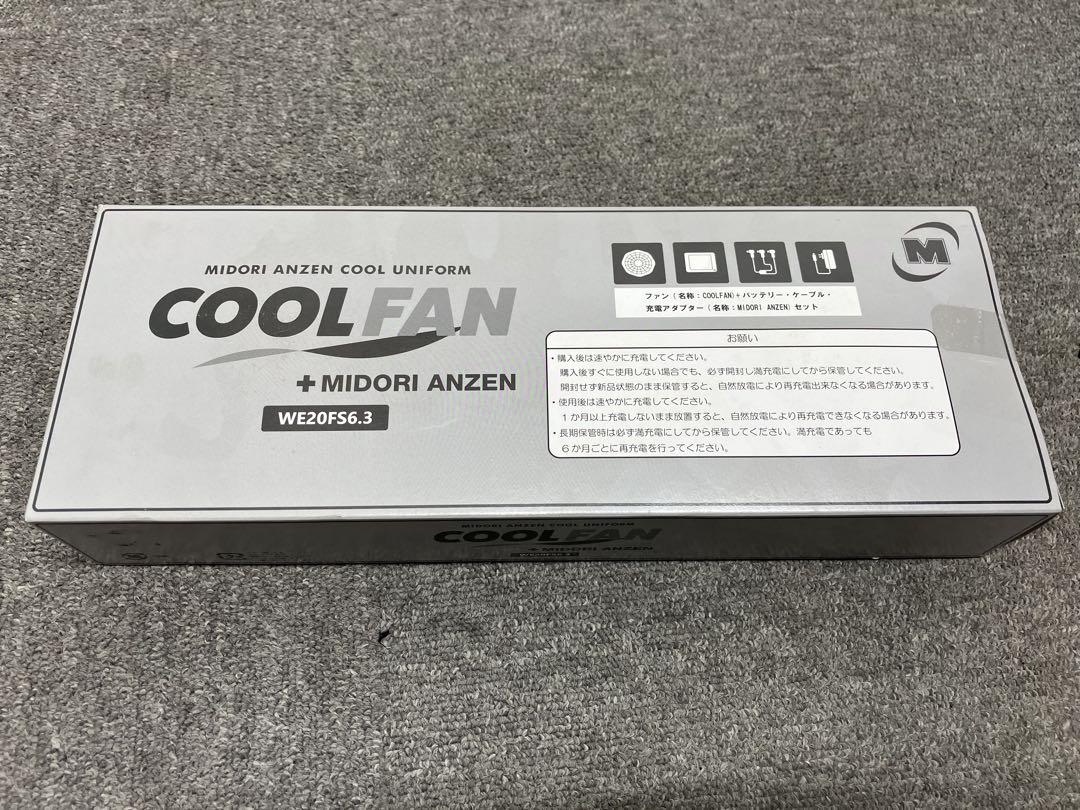 MIDORI ANZEN COOL UNIFORM
COOL FAN
+MIDORI ANZEN
WE20FS6.3
M
ファン(名称:COOLFAN)+バッテリー・ケーブル・
充電アダプター(名称:MIDORI ANZEN)セット
お願い
・購入後は速やかに充電してください。
購入後すぐに使用しない場合でも、必ず開封し満充電にしてから保管してください。
開封せず新品状態のまま保管すると、自然放電により再充電出来なくなる場合があります。
・使用後は速やかに充電してください。
1か月以上充電しないまま放置すると、自然放電により再充電できなくなる場合があります。
・長期保管時は必ず満充電にしてから保管してください。満充電であっても
6か月ごとに再充電を行ってください。
MIDORI ANZEN COOL UNIFORM
COOL FAN
+MIDORI ANZEN
WE20FS6.3